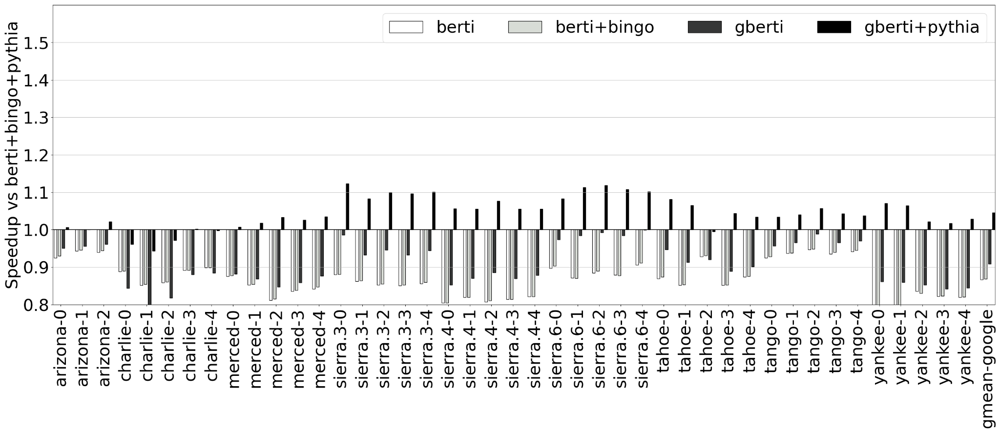 berti berti+bingo gberti gberti+pythia
Speedup vs berti+bingo+pythia
1.5
1.4
1.3
1.2
1.1
1.0
0.9
0.8
arizona-0
arizona-1
arizona-2
charlie-0
charlie-1
charlie-2
charlie-3
charlie-4
merced-0
merced-1
merced-2
merced-3
merced-4
sierra.3-0
sierra.3-1
sierra.3-2
sierra.3-3
sierra.3-4
sierra.4-0
sierra.4-1
sierra.4-2
sierra.4-3
sierra.4-4
sierra.6-0
sierra.6-1
sierra.6-2
sierra.6-3
sierra.6-4
tahoe-0
tahoe-1
tahoe-2
tahoe-3
tahoe-4
tango-0
tango-1
tango-2
tango-3
tango-4
yankee-0
yankee-1
yankee-2
yankee-3
yankee-4
gmean-google